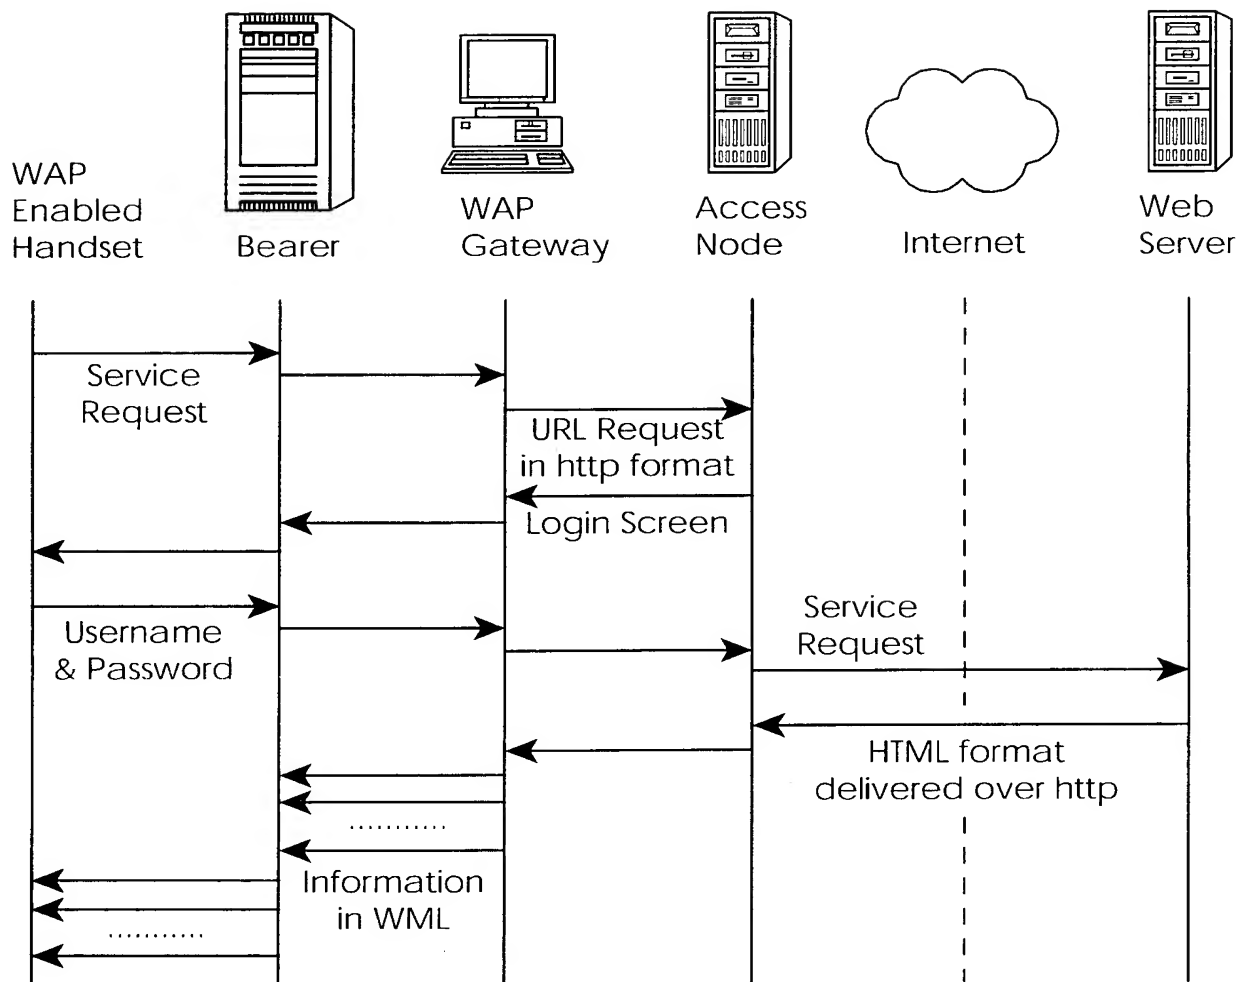 WAP
Enabled
Handset
Bearer
WAP
Gateway
Access
Node
Internet
Web
Server
Service
Request
URL Request
in http format
Login Screen
Username
& Password
Service
Request
HTML format
delivered over http
...........
Information
in WML
...........